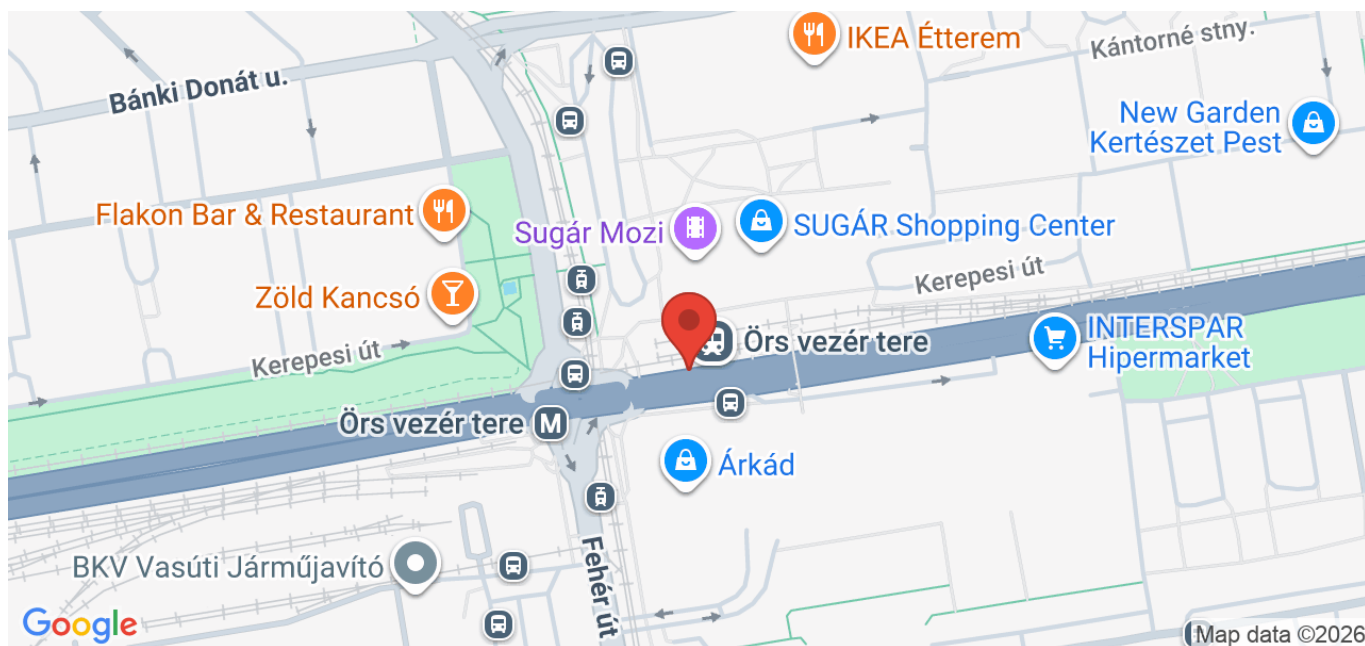 IKEA Étterem
Kántorné stny.
Bánki Donát u.
New Garden
Kertészet Pest
Flakon Bar & Restaurant
Sugár Mozi
SUGÁR Shopping Center
Kerepesi út
Zöld Kancsó
Örs vezér tere
INTERSPAR
Hipermarket
Kerepesi út
Örs vezér tere
M
Árkád
BKV Vasúti Járműjavító
Fehér út
Google
Map data ©2026